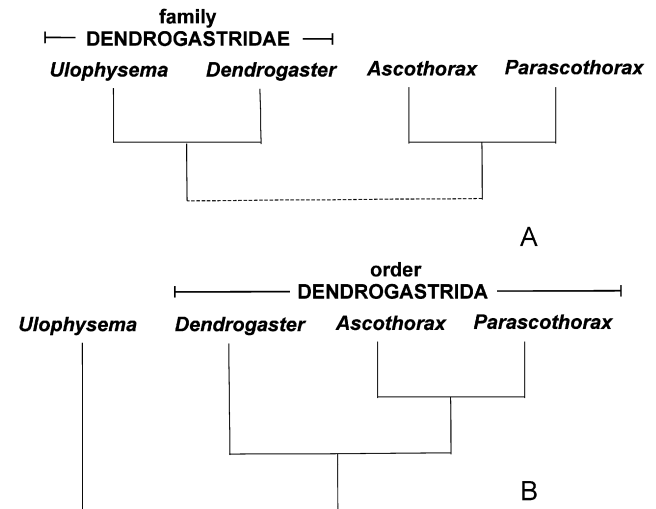 family
DENDROGASTRIDAE
Ulophysema Dendrogaster Ascothorax Parascothorax
A
order
DENDROGASTRIDA
Ulophysema Dendrogaster Ascothorax Parascothorax
B